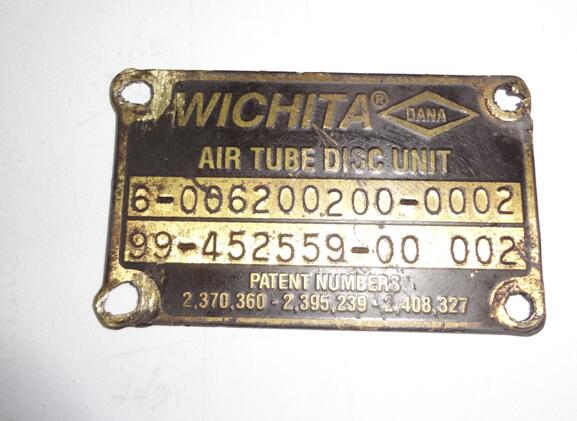 WICHITA® DANA
AIR TUBE DISC UNIT
6-006200200-0002
99-452559-00 002
PATENT NUMBERS
2,370,360 - 2,395,239 - 2,408,327